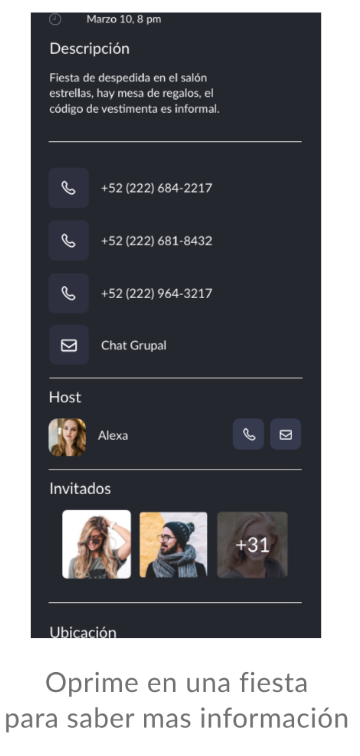 Marzo 10, 8 pm
Descripción
Fiesta de despedida en el salón
estrellas, hay mesa de regalos, el
código de vestimenta es informal.
+52 (222) 684-2217
+52 (222) 681-8432
+52 (222) 964-3217
Chat Grupal
Host
Alexa
Invitados
+31
Ubicación
Oprime en una fiesta
para saber mas información